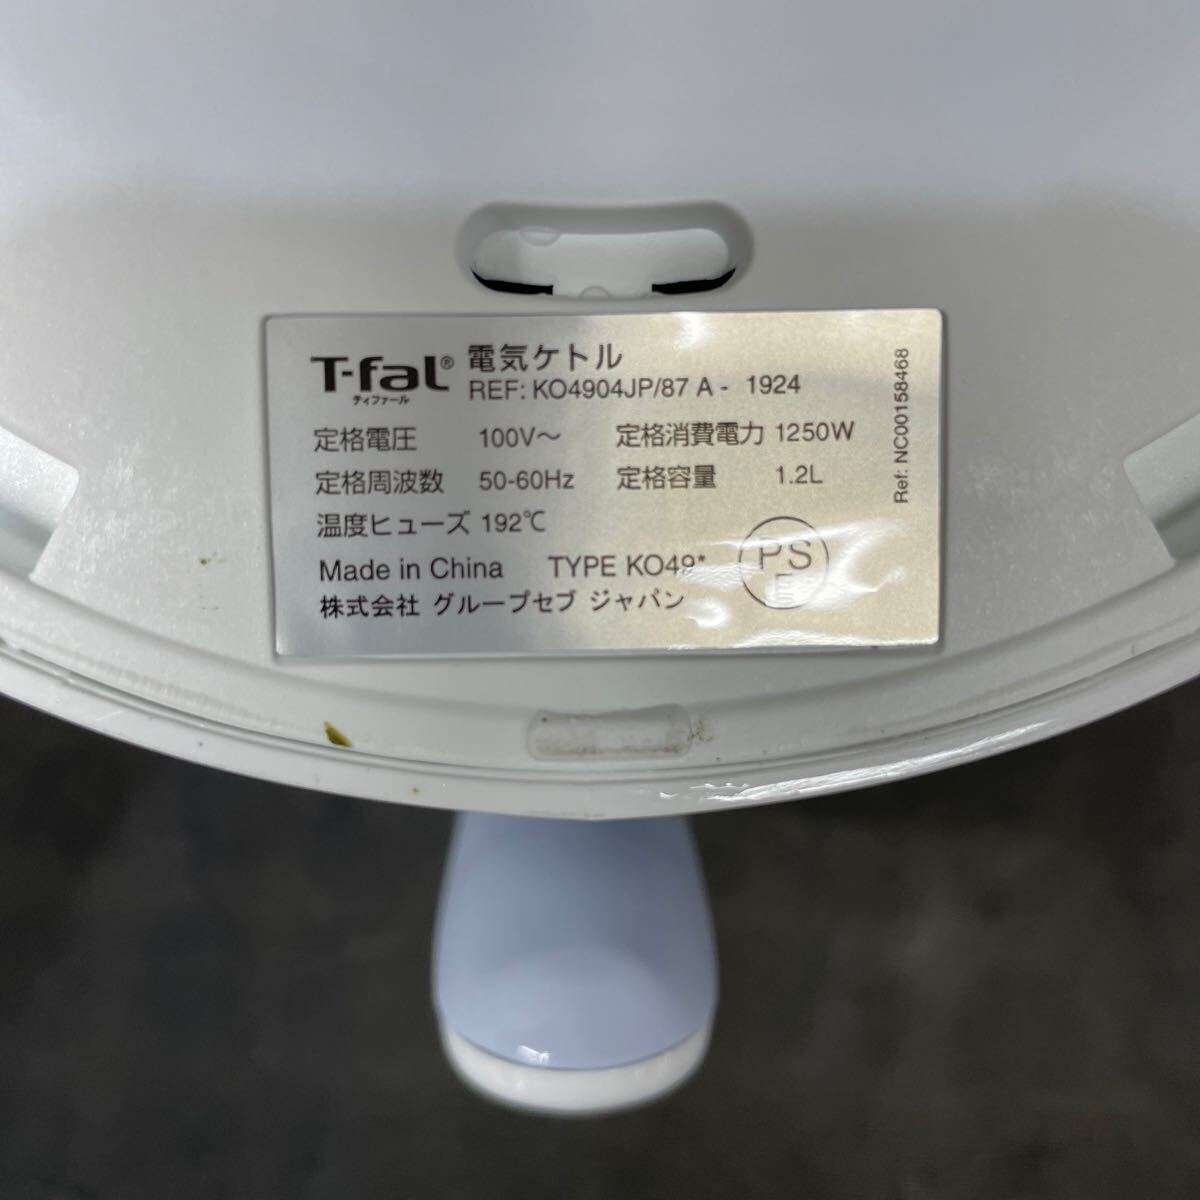 T-fal® 電気ケトル
ティファール REF: KO4904JP/87 A - 1924
定格電圧 100V～ 定格消費電力 1250W
定格周波数 50-60Hz 定格容量 1.2L
温度ヒューズ 192℃
Made in China TYPE KO49*
株式会社 グループセブ ジャパン
PS
E
Ref: NC00158468